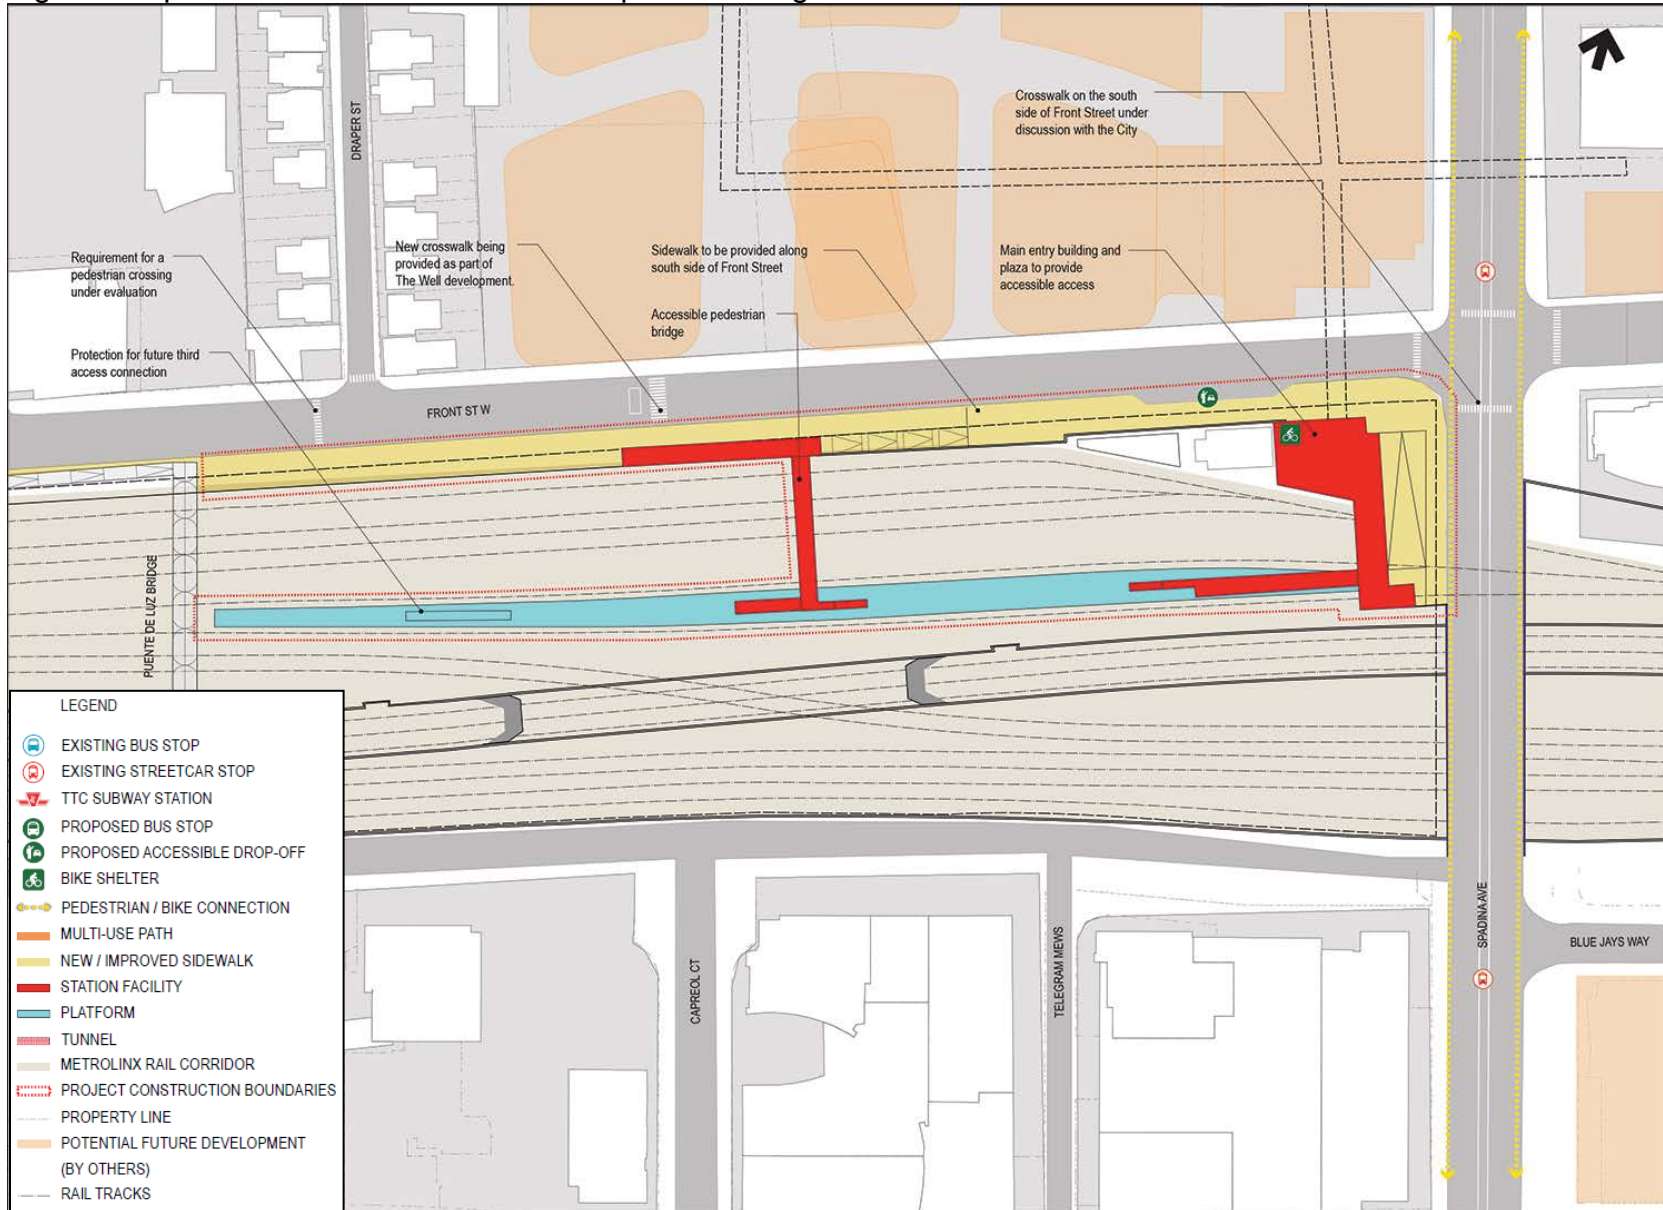 DRAPER ST
Crosswalk on the south
side of Front Street under
discussion with the City
Requirement for a
pedestrian crossing
under evaluation
New crosswalk being
provided as part of
The Well development.
Sidewalk to be provided along
south side of Front Street
Main entry building and
plaza to provide
accessible access
Accessible pedestrian
bridge
Protection for future third
access connection
FRONT ST W
PUENTE DE LUZ BRIDGE
LEGEND
EXISTING BUS STOP
EXISTING STREETCAR STOP
TTC SUBWAY STATION
PROPOSED BUS STOP
PROPOSED ACCESSIBLE DROP-OFF
BIKE SHELTER
PEDESTRIAN / BIKE CONNECTION
MULTI-USE PATH
NEW / IMPROVED SIDEWALK
STATION FACILITY
PLATFORM
TUNNEL
METROLINX RAIL CORRIDOR
PROJECT CONSTRUCTION BOUNDARIES
PROPERTY LINE
POTENTIAL FUTURE DEVELOPMENT
(BY OTHERS)
RAIL TRACKS
CAPREOL CT
TELEGRAM MEWS
SPADINA AVE
BLUE JAYS WAY